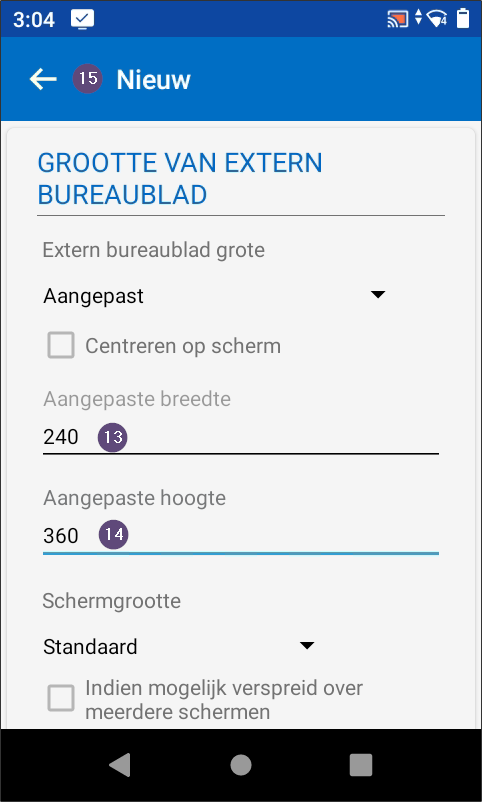 3:04
4
15 Nieuw
GROOTTE VAN EXTERN
BUREAUBLAD
Extern bureaublad grote
Aangepast
Centreren op scherm
Aangepaste breedte
240 13
Aangepaste hoogte
360 14
Schermgrootte
Standaard
Indien mogelijk verspreid over
meerdere schermen